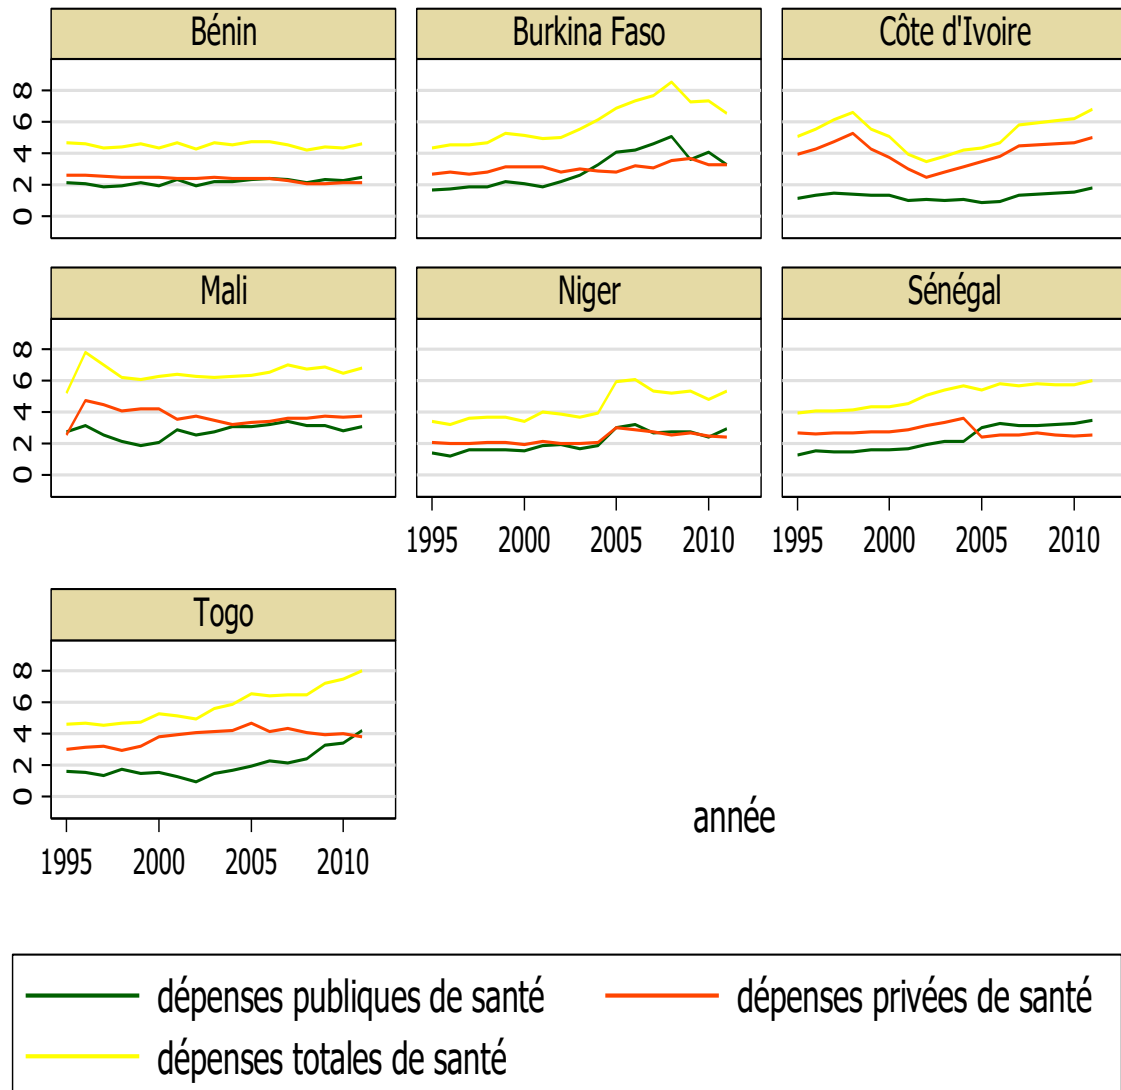 Bénin
Burkina Faso
Côte d'Ivoire
8
6
4
2
0
Mali
Niger
Sénégal
8
6
4
2
0
1995 2000 2005 2010
1995 2000 2005 2010
Togo
8
6
4
2
0
1995 2000 2005 2010
année
dépenses publiques de santé
dépenses privées de santé
dépenses totales de santé